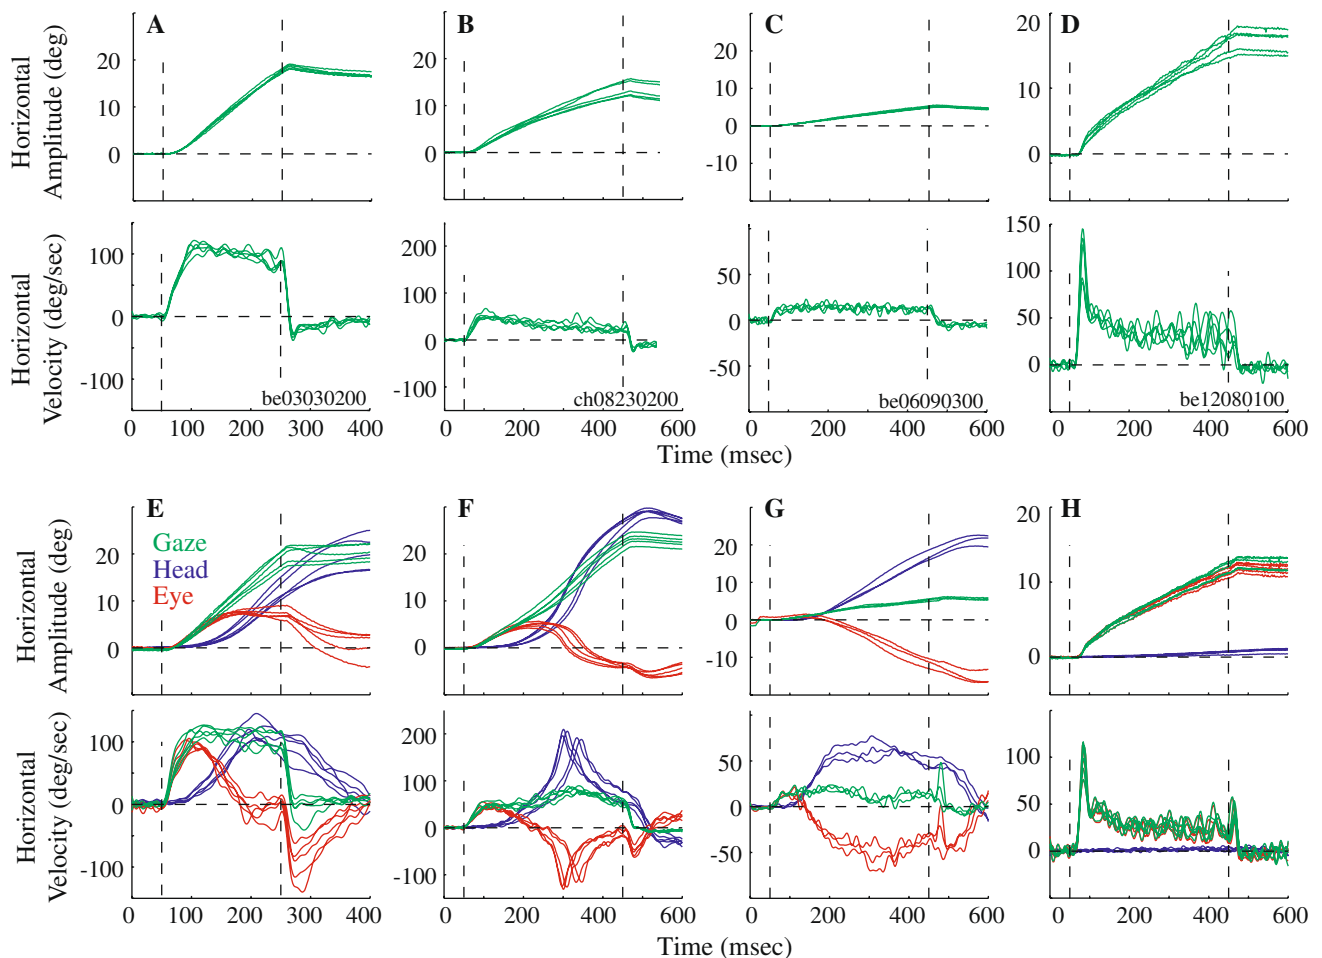 A
B
C
D
Horizontal
Amplitude (deg)
20
10
0
20
10
0
20
10
0
-10
20
10
0
Horizontal
Velocity (deg/sec)
100
0
-100
100
0
-100
50
0
-50
150
100
50
0
be03030200
ch08230200
be06090300
be12080100
0 100 200 300 400
0 200 400 600
0 200 400 600
200 400 600
Time (msec)
E
F
G
H
Gaze
Head
Eye
Horizontal
Amplitude (deg)
20
10
0
20
10
0
20
10
0
-10
20
10
0
Horizontal
Velocity (deg/sec)
100
0
-100
200
100
0
-100
50
0
-50
100
50
0
0 100 200 300 400
0 200 400 600
0 200 400 600
0 200 400 600
Time (msec)